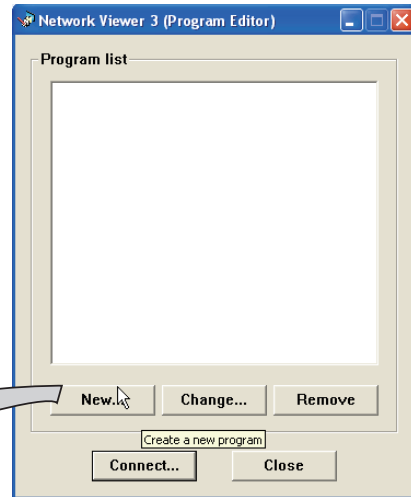 Network Viewer 3 (Program Editor)
Program list
New...
Change...
Remove
Create a new program
Connect...
Close